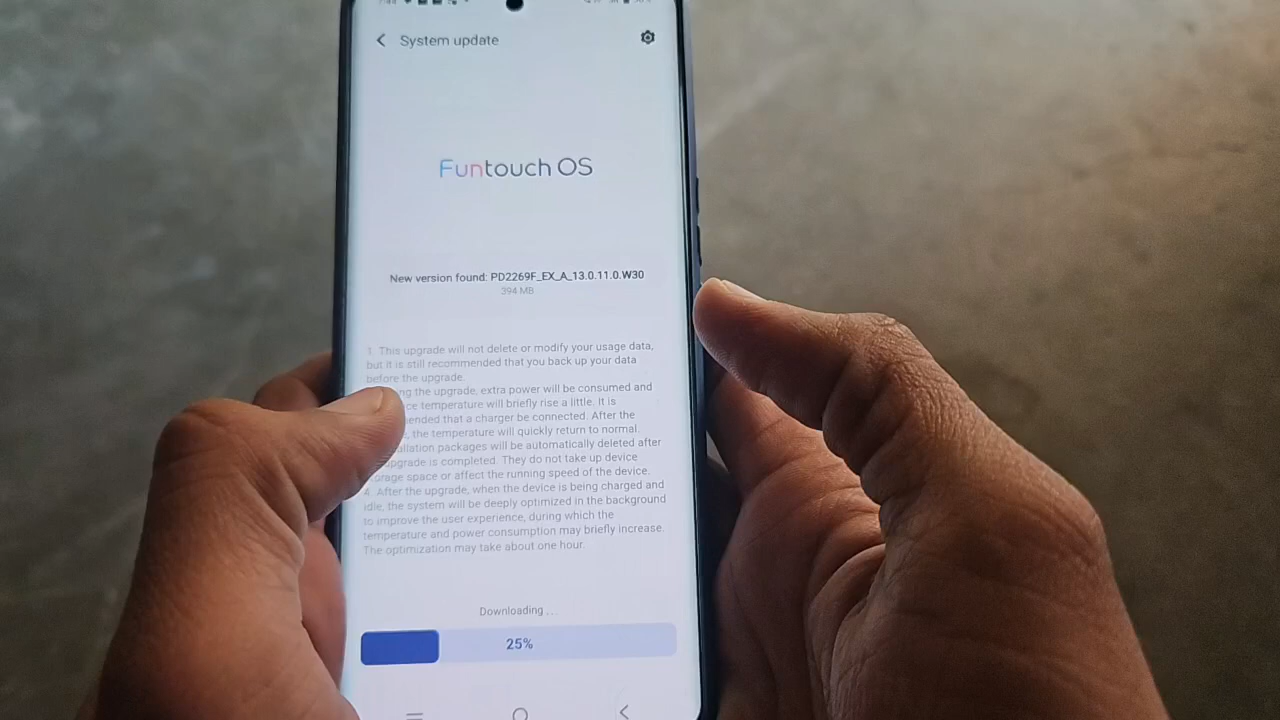 System update
Funtouch OS
New version found: PD2269F_EX_A_13.0.11.0.W30
394 MB
1. This upgrade will not delete or modify your usage data,
but it is still recommended that you back up your data
before the upgrade.
the upgrade, extra power will be consumed and
temperature will briefly rise a little. It is
that a charger be connected. After the
, the temperature will quickly return to normal.
packages will be automatically deleted after
upgrade is completed. They do not take up device
storage space or affect the running speed of the device.
4. After the upgrade, when the device is being charged and
idle, the system will be deeply optimized in the background
to improve the user experience, during which the
temperature and power consumption may briefly increase.
The optimization may take about one hour.
Downloading ...
25%